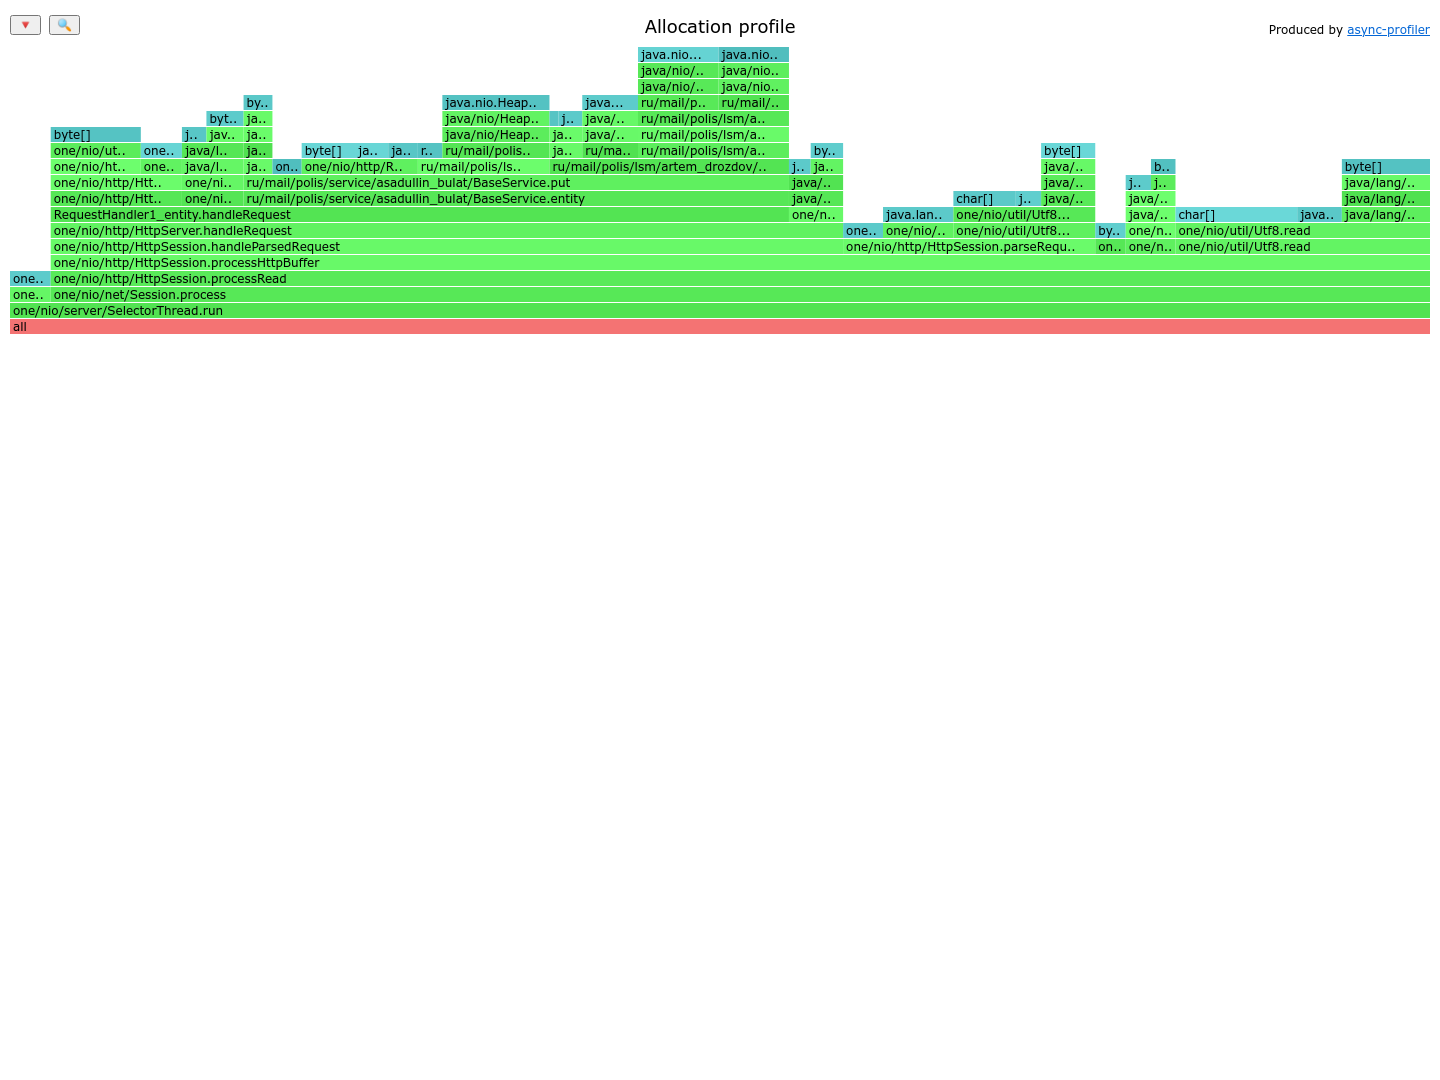 🔻 🔍 Allocation profile Produced by async-profiler
java.nio... java.nio..
java/nio/.. java/nio..
java/nio/.. java/nio..
by.. java.nio.Heap.. java... ru/mail/p.. ru/mail/..
byt.. ja.. java/nio/Heap.. j.. java/.. ru/mail/polis/lsm/a..
byte[] j.. jav.. ja.. java/nio/Heap.. ja.. java/.. ru/mail/polis/lsm/a..
one/nio/ut.. one.. java/l.. ja.. byte[] ja.. ja.. r.. ru/mail/polis.. ja.. ru/ma.. ru/mail/polis/lsm/a.. by.. byte[]
one/nio/ht.. one.. java/l.. ja.. on.. one/nio/http/R.. ru/mail/polis/ls.. ru/mail/polis/lsm/artem_drozdov/.. j.. ja.. java/.. b.. byte[]
one/nio/http/Htt.. one/ni.. ru/mail/polis/service/asadullin_bulat/BaseService.put java/.. java/.. j.. j.. java/lang/..
one/nio/http/Htt.. one/ni.. ru/mail/polis/service/asadullin_bulat/BaseService.entity java/.. char[] j.. java/.. java/.. java/lang/..
RequestHandler1_entity.handleRequest one/n.. java.lan.. one/nio/util/Utf8... java/.. char[] java.. java/lang/..
one/nio/http/HttpServer.handleRequest one.. one/nio/.. one/nio/util/Utf8... by.. one/n.. one/nio/util/Utf8.read
one/nio/http/HttpSession.handleParsedRequest one/nio/http/HttpSession.parseRequ.. on.. one/n.. one/nio/util/Utf8.read
one/nio/http/HttpSession.processHttpBuffer
one.. one/nio/http/HttpSession.processRead
one.. one/nio/net/Session.process
one/nio/server/SelectorThread.run
all